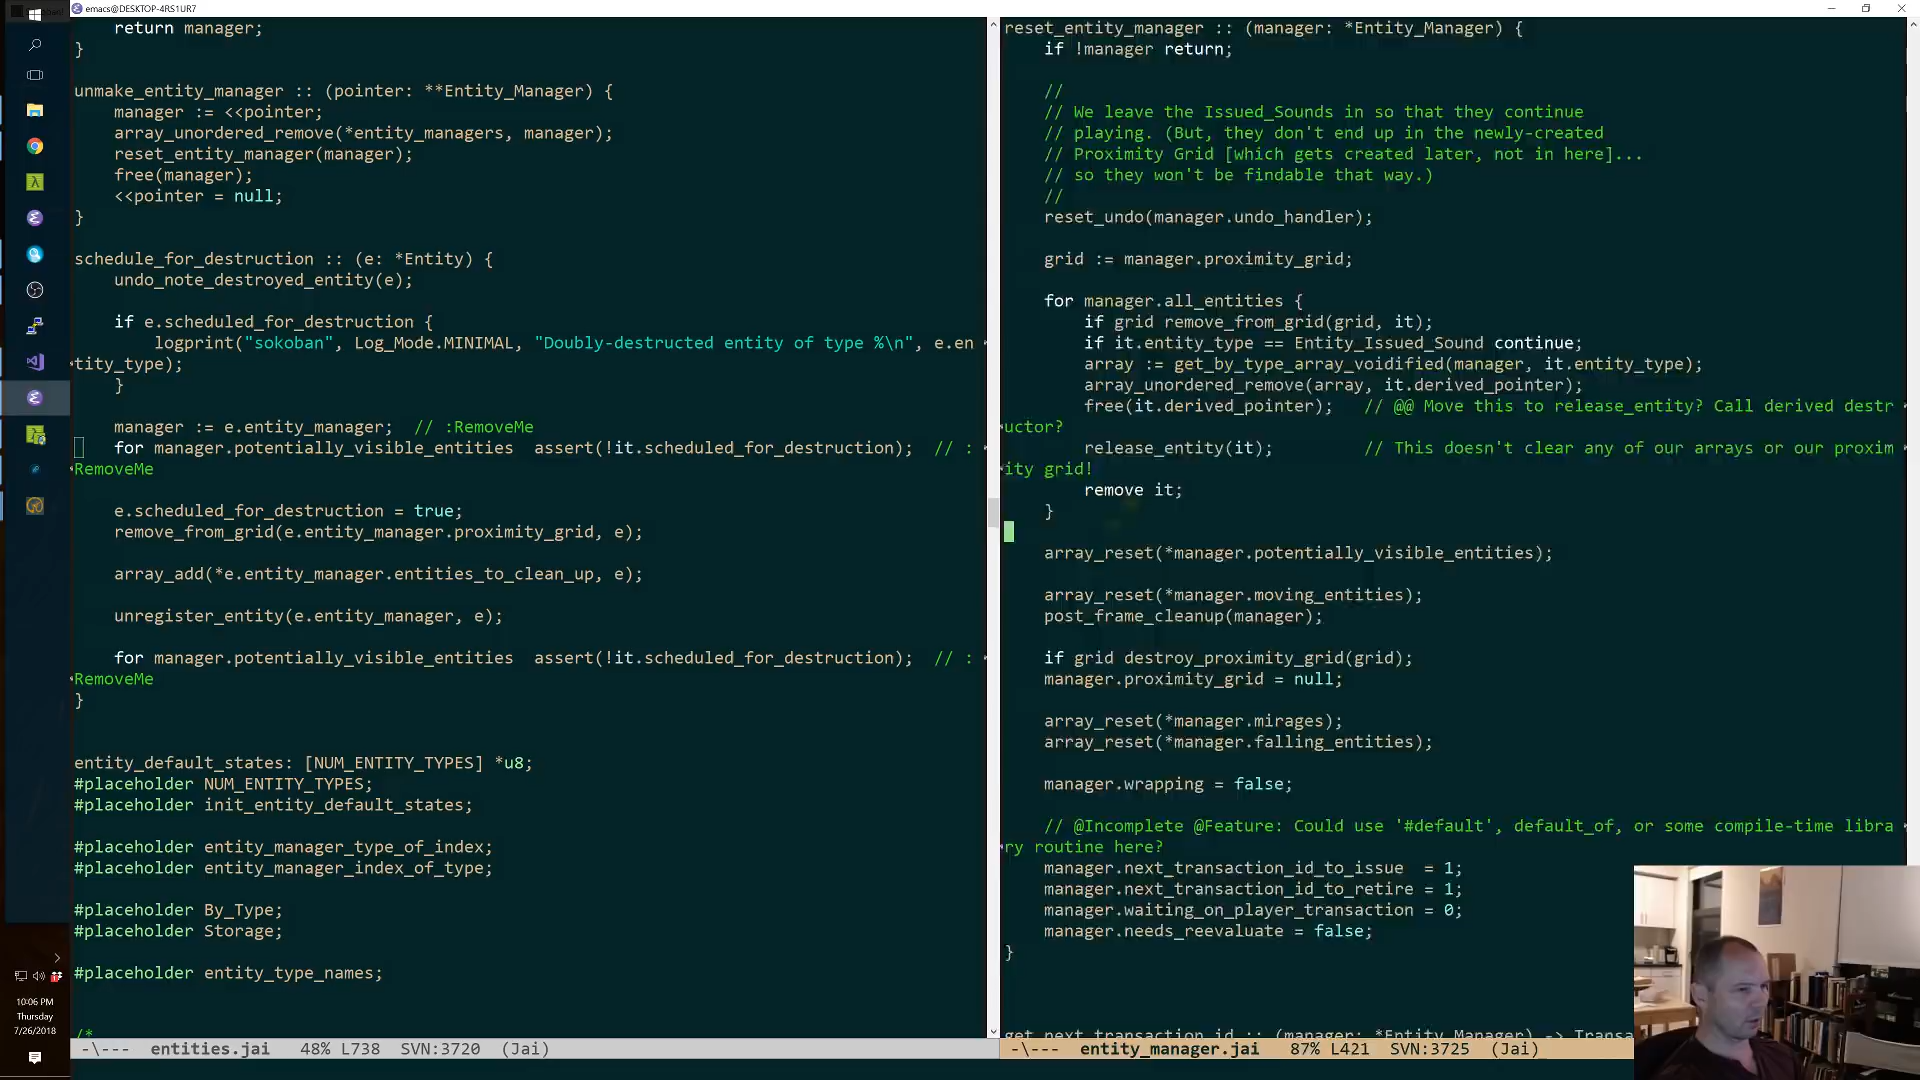 emacs@DESKTOP-4RS1UR7
return manager;
}
unmake_entity_manager :: (pointer: **Entity_Manager) {
manager := <<pointer;
array_unordered_remove(*entity_managers, manager);
reset_entity_manager(manager);
free(manager);
<<pointer = null;
}
schedule_for_destruction :: (e: *Entity) {
undo_note_destroyed_entity(e);
if e.scheduled_for_destruction {
logprint("sokoban", Log_Mode.MINIMAL, "Doubly-destructed entity of type %\n", e.en
tity_type);
}
manager := e.entity_manager;  // :RemoveMe
for manager.potentially_visible_entities  assert(!it.scheduled_for_destruction);  // :
RemoveMe
e.scheduled_for_destruction = true;
remove_from_grid(e.entity_manager.proximity_grid, e);
array_add(*e.entity_manager.entities_to_clean_up, e);
unregister_entity(e.entity_manager, e);
for manager.potentially_visible_entities  assert(!it.scheduled_for_destruction);  // :
RemoveMe
}
entity_default_states: [NUM_ENTITY_TYPES] *u8;
#placeholder NUM_ENTITY_TYPES;
#placeholder init_entity_default_states;
#placeholder entity_manager_type_of_index;
#placeholder entity_manager_index_of_type;
#placeholder By_Type;
#placeholder Storage;
#placeholder entity_type_names;
/*
-\---  entities.jai  48% L738  SVN:3720  (Jai)
reset_entity_manager :: (manager: *Entity_Manager) {
if !manager return;
//
// We leave the Issued_Sounds in so that they continue
// playing. (But, they don't end up in the newly-created
// Proximity Grid [which gets created later, not in here]...
// so they won't be findable that way.)
//
reset_undo(manager.undo_handler);
grid := manager.proximity_grid;
for manager.all_entities {
if grid remove_from_grid(grid, it);
if it.entity_type == Entity_Issued_Sound continue;
array := get_by_type_array_voidified(manager, it.entity_type);
array_unordered_remove(array, it.derived_pointer);
free(it.derived_pointer);   // @@ Move this to release_entity? Call derived destr
uctor?
release_entity(it);         // This doesn't clear any of our arrays or our proxim
ity grid!
remove it;
}
array_reset(*manager.potentially_visible_entities);
array_reset(*manager.moving_entities);
post_frame_cleanup(manager);
if grid destroy_proximity_grid(grid);
manager.proximity_grid = null;
array_reset(*manager.mirages);
array_reset(*manager.falling_entities);
manager.wrapping = false;
// @Incomplete @Feature: Could use '#default', default_of, or some compile-time libra
ry routine here?
manager.next_transaction_id_to_issue  = 1;
manager.next_transaction_id_to_retire = 1;
manager.waiting_on_player_transaction = 0;
manager.needs_reevaluate = false;
}
get_next_transaction_id :: (manager: *Entity_Manager) -> Transa
-\---  entity_manager.jai  87% L421  SVN:3725  (Jai)
10:06 PM
Thursday
7/26/2018